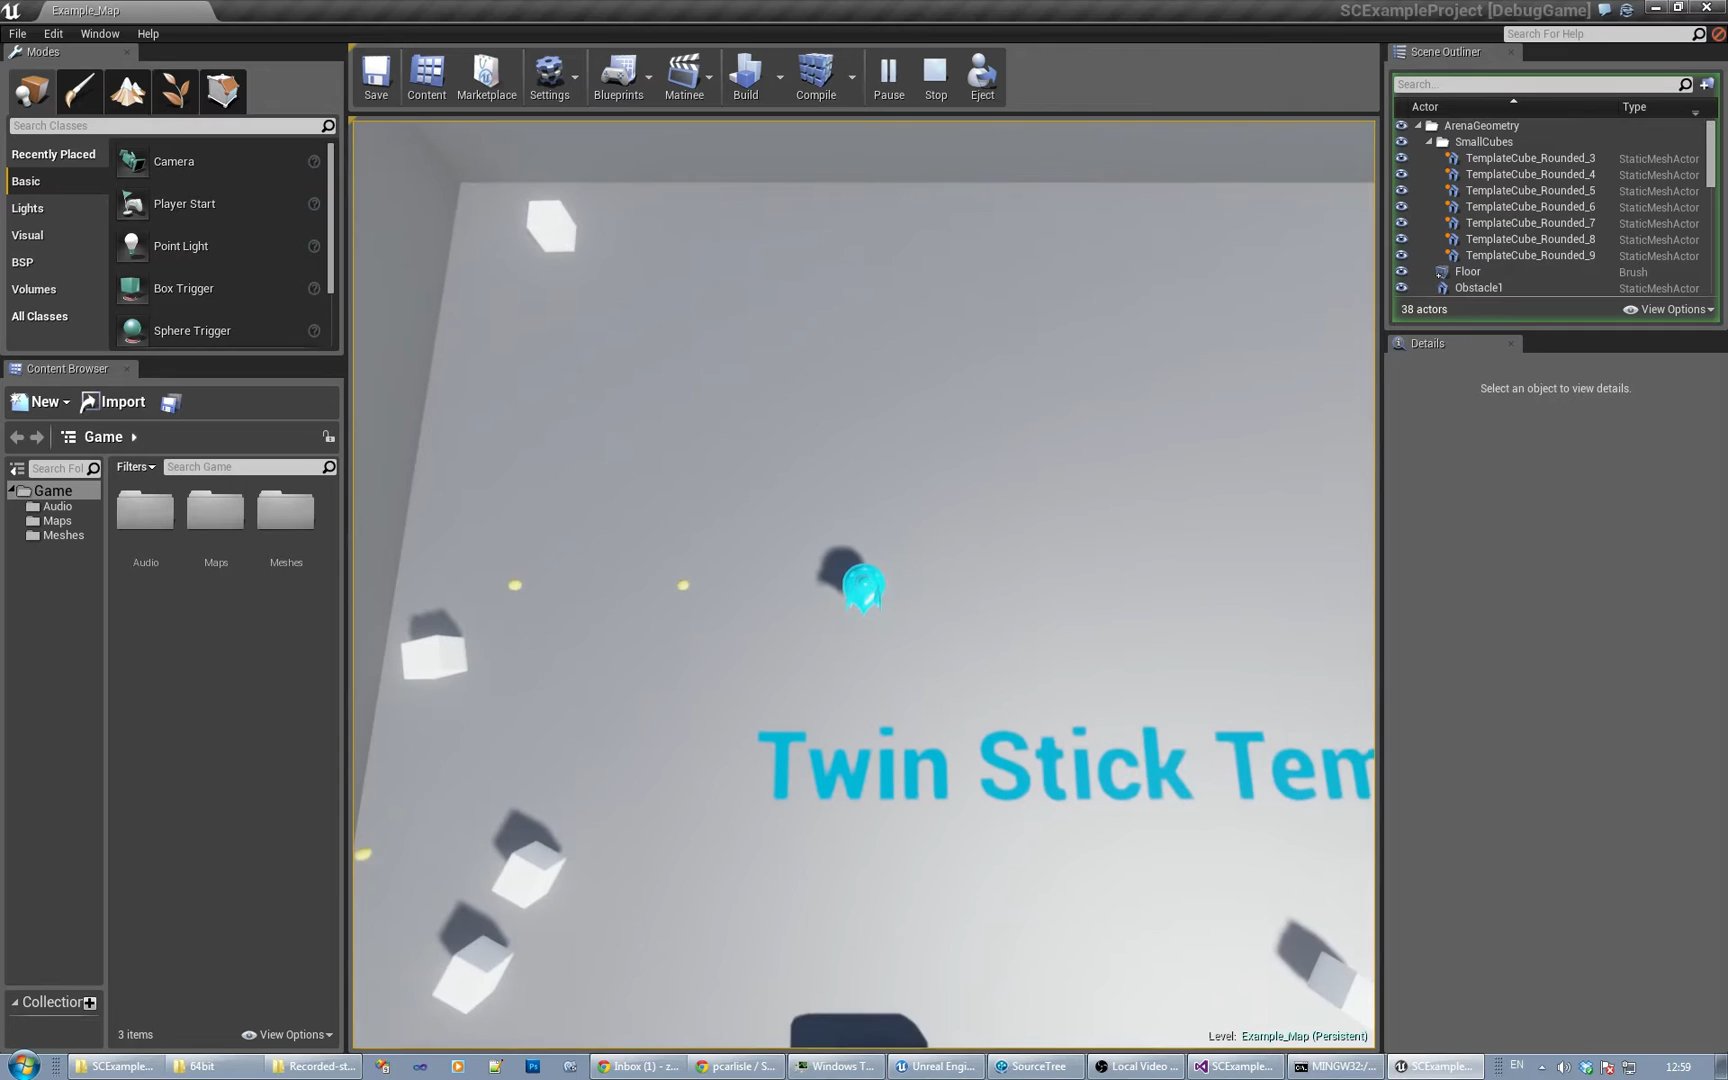 Example_Map
SCExampleProject [DebugGame]
File Edit Window Help
Search For Help
Modes
Search Classes
Recently Placed
Basic
Lights
Visual
BSP
Volumes
All Classes
Camera
Player Start
Point Light
Box Trigger
Sphere Trigger
Save
Content
Marketplace
Settings
Blueprints
Matinee
Build
Compile
Pause
Stop
Eject
Scene Outliner
Search...
Actor Type
ArenaGeometry
SmallCubes
TemplateCube_Rounded_3 StaticMeshActor
TemplateCube_Rounded_4 StaticMeshActor
TemplateCube_Rounded_5 StaticMeshActor
TemplateCube_Rounded_6 StaticMeshActor
TemplateCube_Rounded_7 StaticMeshActor
TemplateCube_Rounded_8 StaticMeshActor
TemplateCube_Rounded_9 StaticMeshActor
Floor Brush
Obstacle1 StaticMeshActor
38 actors View Options
Details
Select an object to view details.
Content Browser
New Import
Game
Search Fol
Filters Search Game
Game
Audio
Maps
Meshes
Audio Maps Meshes
Collection
3 items View Options
Twin Stick Tem
Level: Example_Map (Persistent)
SCExample... 64bit Recorded-st... Inbox (1) - z... pcarlisle / S... Windows T... Unreal Engi... SourceTree Local Video ... SCExample... MINGW32:/... SCExample... EN 12:59